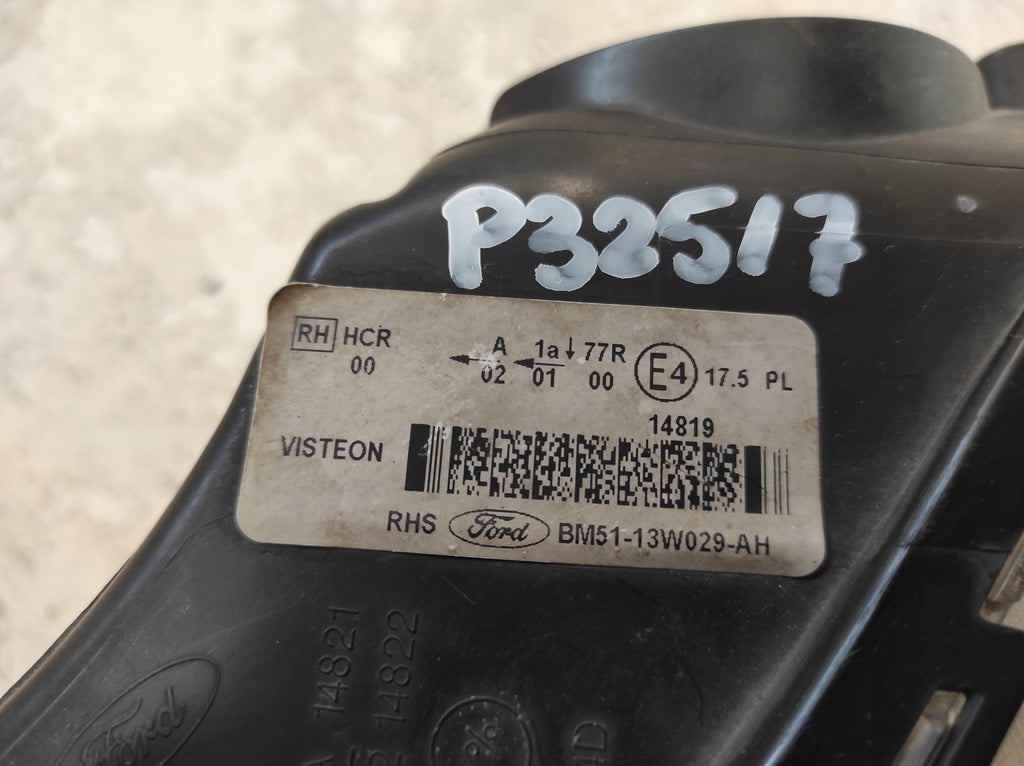 P32517
RH HCR A 1a 77R
00 02 01 00 E4 17.5 PL
14819
VISTEON
RHS Ford BM51-13W029-AH
14821
14822
Ford